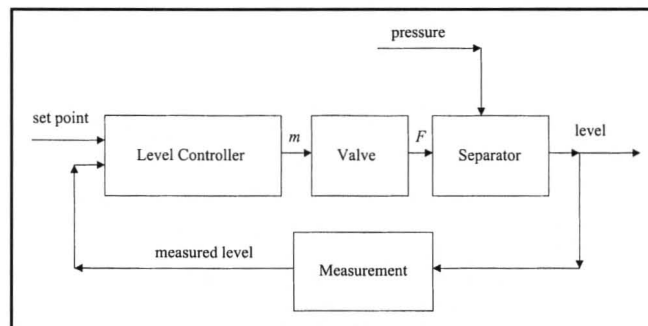 pressure
set point
level
Level Controller
m
Valve
F
Separator
measured level
Measurement